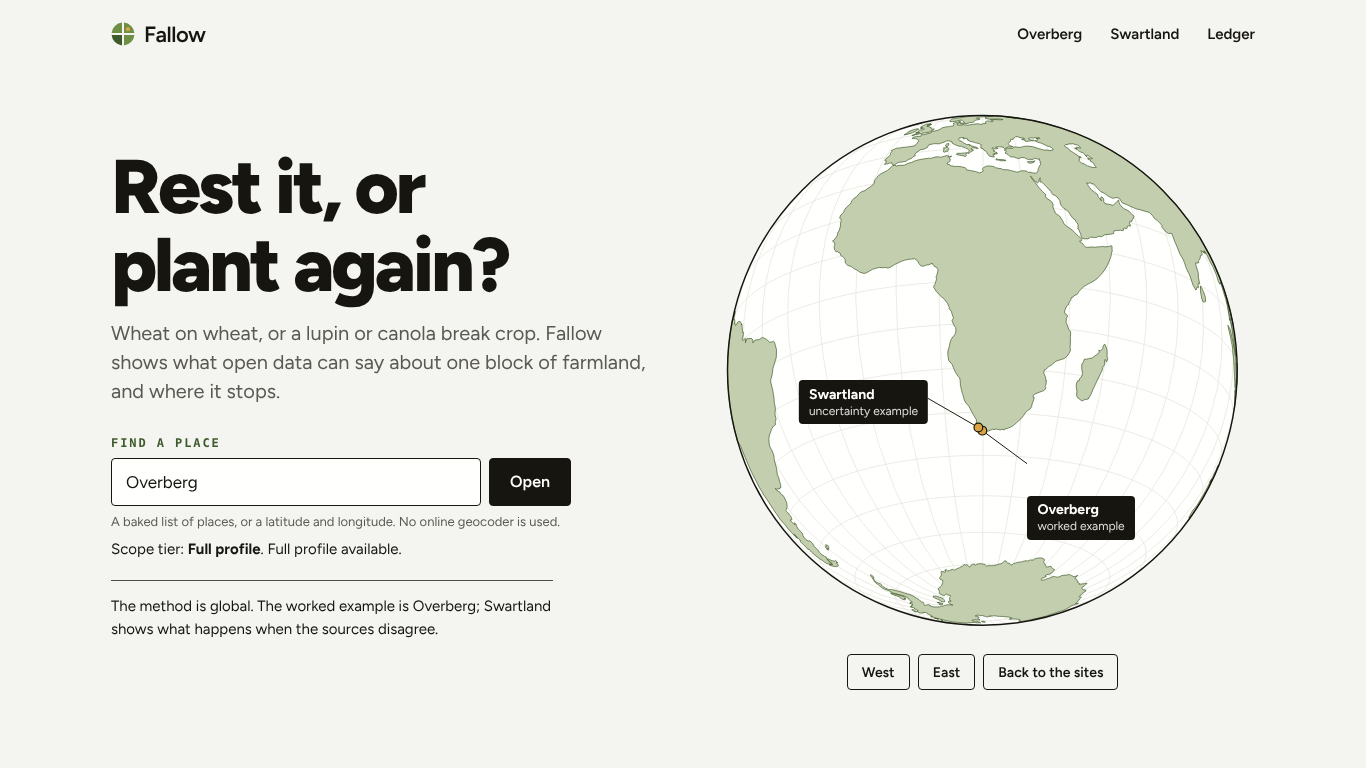 Fallow
Overberg
Swartland
Ledger
Rest it, or
plant again?
Wheat on wheat, or a lupin or canola break crop. Fallow
shows what open data can say about one block of farmland,
and where it stops.
FIND A PLACE
Overberg
Open
A baked list of places, or a latitude and longitude. No online geocoder is used.
Scope tier: Full profile. Full profile available.
The method is global. The worked example is Overberg; Swartland
shows what happens when the sources disagree.
Swartland
uncertainty example
Overberg
worked example
West
East
Back to the sites